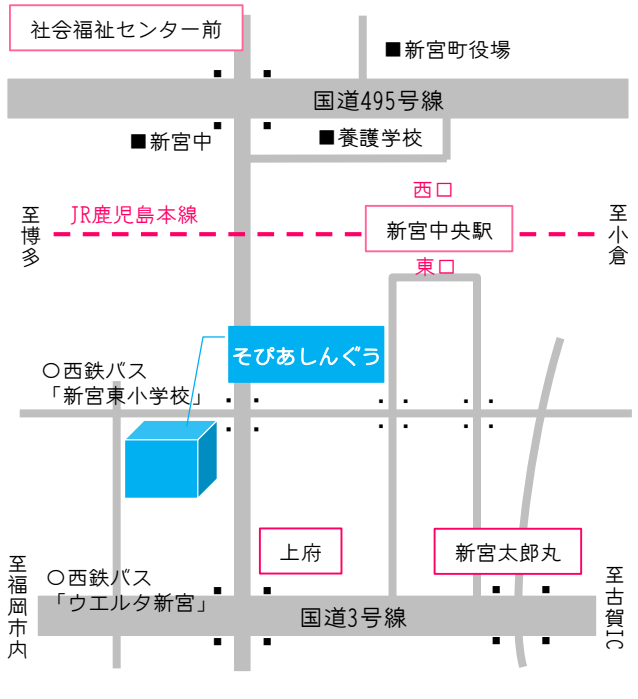 社会福祉センター前
■新宮町役場
国道495号線
■新宮中
■養護学校
西口
JR鹿児島本線
至博多
新宮中央駅
至小倉
東口
そぴあしんぐう
○西鉄バス
「新宮東小学校」
上府
新宮太郎丸
至福岡市内
○西鉄バス
「ウエルタ新宮」
国道3号線
至古賀IC